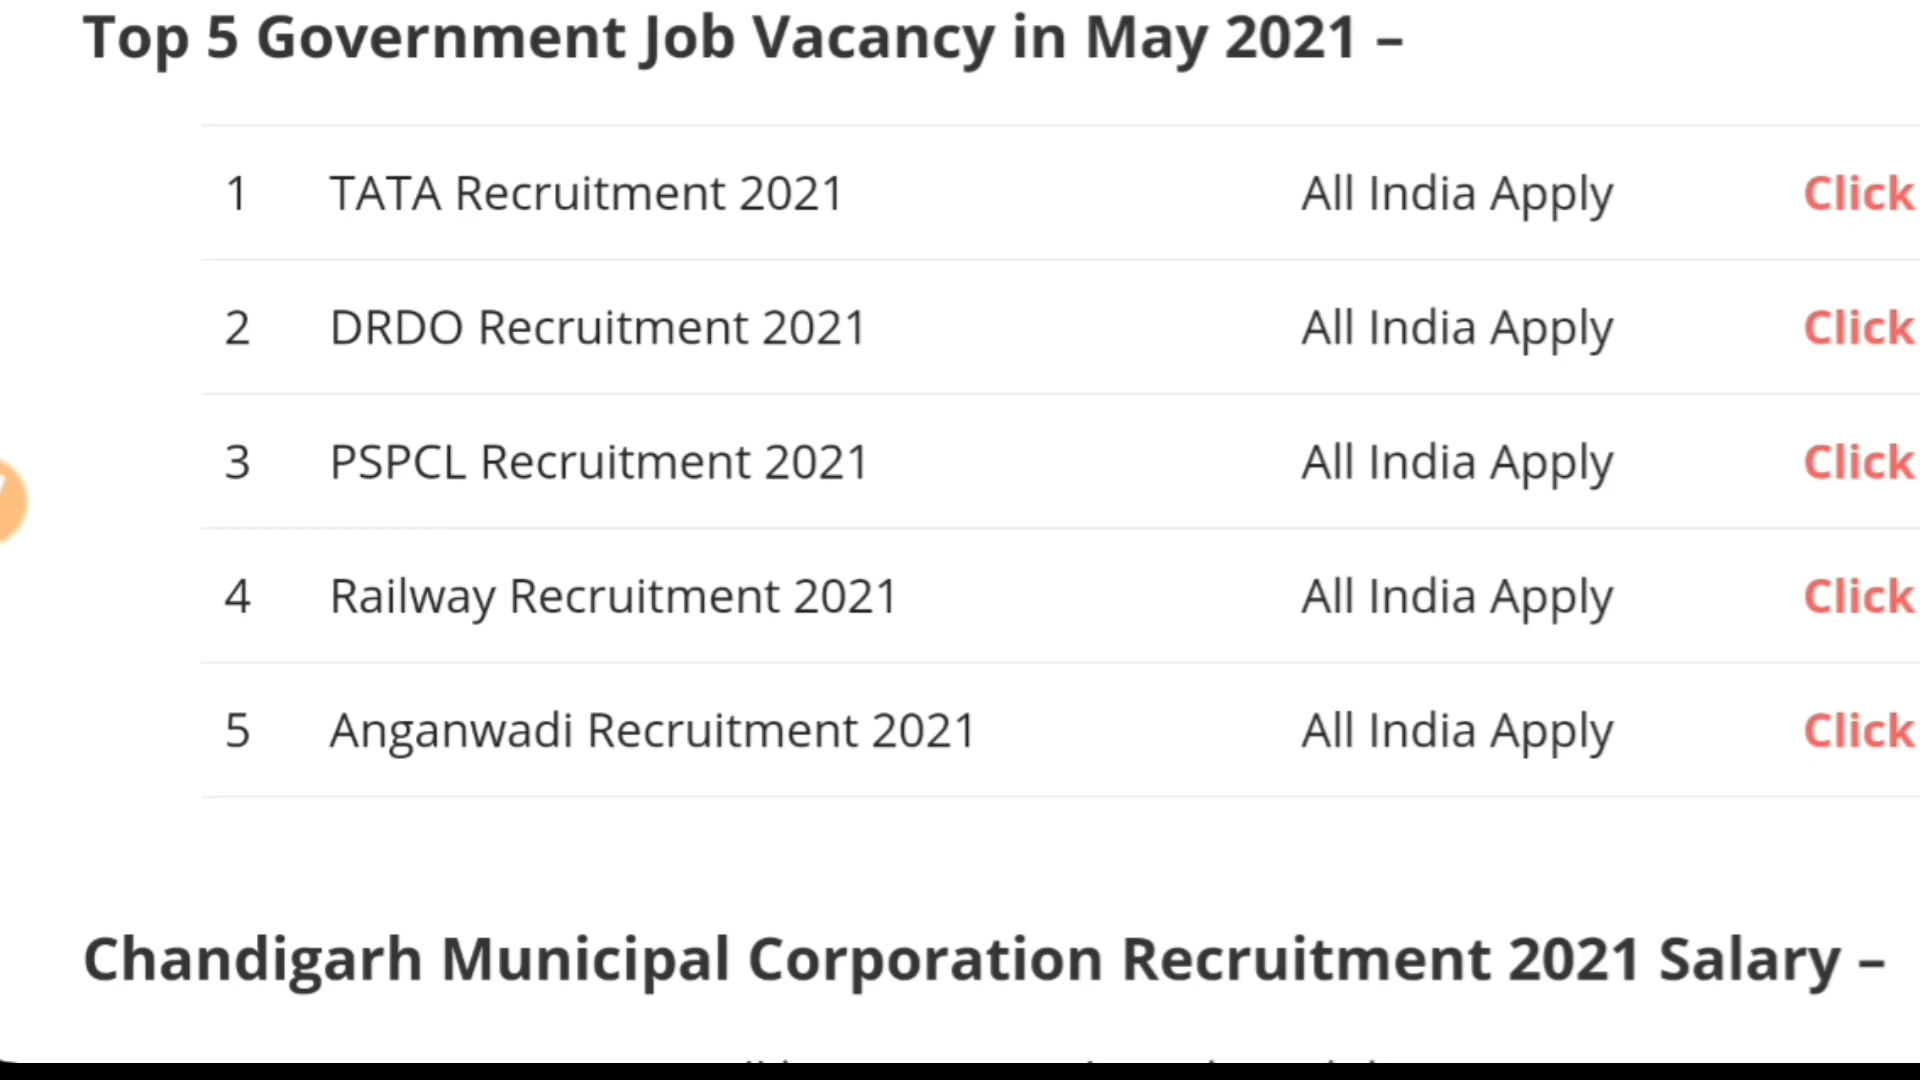 Top 5 Government Job Vacancy in May 2021 –
1 TATA Recruitment 2021 All India Apply Click
2 DRDO Recruitment 2021 All India Apply Click
3 PSPCL Recruitment 2021 All India Apply Click
4 Railway Recruitment 2021 All India Apply Click
5 Anganwadi Recruitment 2021 All India Apply Click
Chandigarh Municipal Corporation Recruitment 2021 Salary –